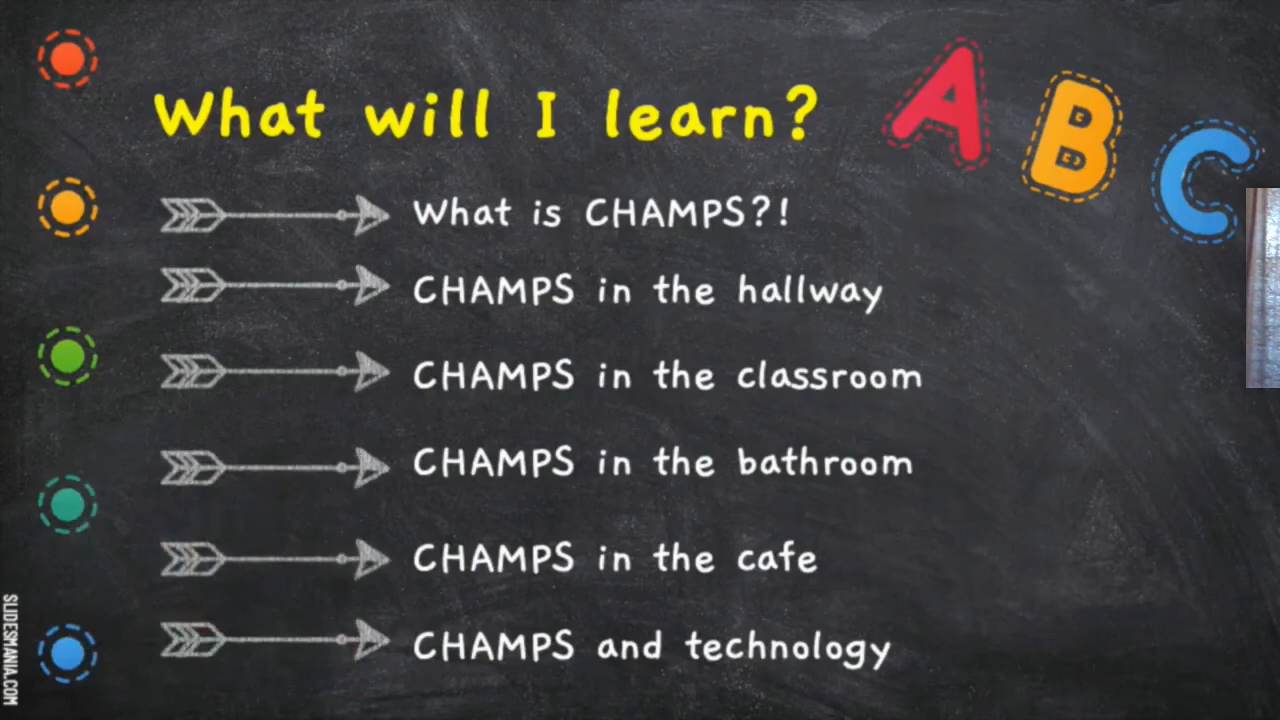 What will I learn?
A B C
What is CHAMPS?!
CHAMPS in the hallway
CHAMPS in the classroom
CHAMPS in the bathroom
CHAMPS in the cafe
CHAMPS and technology
SLIDESMANIA.COM